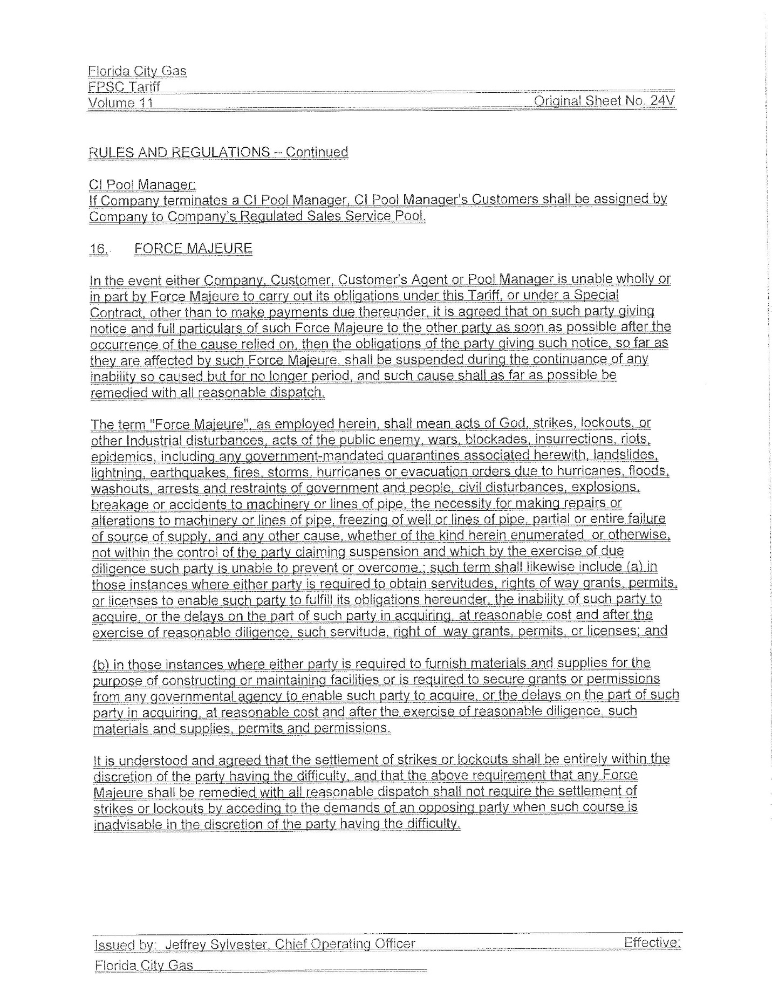 Florida City Gas
FPSC Tariff
Volume 11 Original Sheet No. 24V
RULES AND REGULATIONS – Continued
CI Pool Manager:
If Company terminates a CI Pool Manager, CI Pool Manager's Customers shall be assigned by
Company to Company's Regulated Sales Service Pool.
16. FORCE MAJEURE
In the event either Company, Customer, Customer's Agent or Pool Manager is unable wholly or
in part by Force Majeure to carry out its obligations under this Tariff, or under a Special
Contract, other than to make payments due thereunder, it is agreed that on such party giving
notice and full particulars of such Force Majeure to the other party as soon as possible after the
occurrence of the cause relied on, then the obligations of the party giving such notice, so far as
they are affected by such Force Majeure, shall be suspended during the continuance of any
inability so caused but for no longer period, and such cause shall as far as possible be
remedied with all reasonable dispatch.
The term "Force Majeure", as employed herein, shall mean acts of God, strikes, lockouts, or
other Industrial disturbances, acts of the public enemy, wars, blockades, insurrections, riots,
epidemics, including any government-mandated quarantines associated herewith, landslides,
lightning, earthquakes, fires, storms, hurricanes or evacuation orders due to hurricanes, floods,
washouts, arrests and restraints of government and people, civil disturbances, explosions,
breakage or accidents to machinery or lines of pipe, the necessity for making repairs or
alterations to machinery or lines of pipe, freezing of well or lines of pipe, partial or entire failure
of source of supply, and any other cause, whether of the kind herein enumerated or otherwise,
not within the control of the party claiming suspension and which by the exercise of due
diligence such party is unable to prevent or overcome.; such term shall likewise include (a) in
those instances where either party is required to obtain servitudes, rights of way grants, permits,
or licenses to enable such party to fulfill its obligations hereunder, the inability of such party to
acquire, or the delays on the part of such party in acquiring, at reasonable cost and after the
exercise of reasonable diligence, such servitude, right of way grants, permits, or licenses; and
(b) in those instances where either party is required to furnish materials and supplies for the
purpose of constructing or maintaining facilities or is required to secure grants or permissions
from any governmental agency to enable such party to acquire, or the delays on the part of such
party in acquiring, at reasonable cost and after the exercise of reasonable diligence, such
materials and supplies, permits and permissions.
It is understood and agreed that the settlement of strikes or lockouts shall be entirely within the
discretion of the party having the difficulty, and that the above requirement that any Force
Majeure shall be remedied with all reasonable dispatch shall not require the settlement of
strikes or lockouts by acceding to the demands of an opposing party when such course is
inadvisable in the discretion of the party having the difficulty.
Issued by: Jeffrey Sylvester, Chief Operating Officer Effective:
Florida City Gas